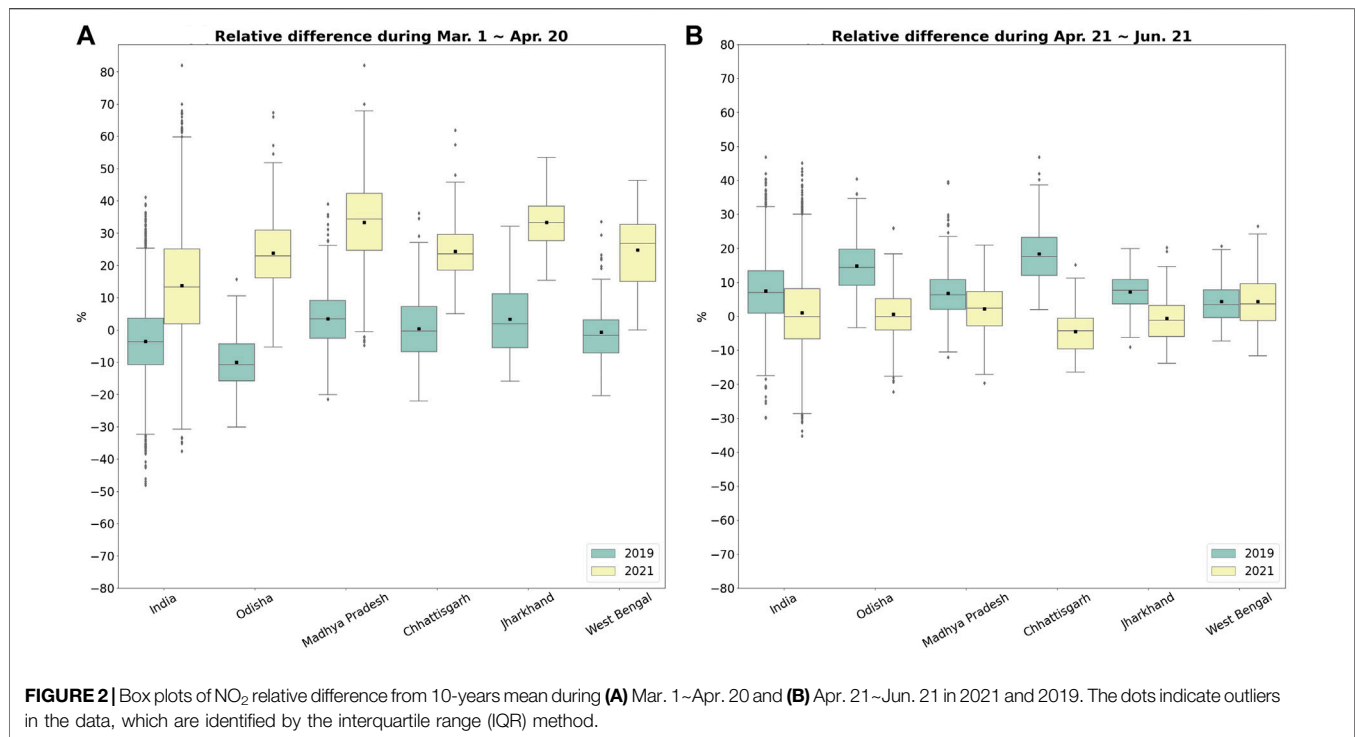 A
Relative difference during Mar. 1 ~ Apr. 20
80
70
60
50
40
30
20
10
0
−10
−20
−30
−40
−50
−60
−70
−80
%
India
Odisha
Madhya Pradesh
Chhattisgarh
Jharkhand
West Bengal
2019
2021
B
Relative difference during Apr. 21 ~ Jun. 21
80
70
60
50
40
30
20
10
0
−10
−20
−30
−40
−50
−60
−70
−80
%
India
Odisha
Madhya Pradesh
Chhattisgarh
Jharkhand
West Bengal
2019
2021
FIGURE 2 | Box plots of NO₂ relative difference from 10-years mean during (A) Mar. 1~Apr. 20 and (B) Apr. 21~Jun. 21 in 2021 and 2019. The dots indicate outliers
in the data, which are identified by the interquartile range (IQR) method.